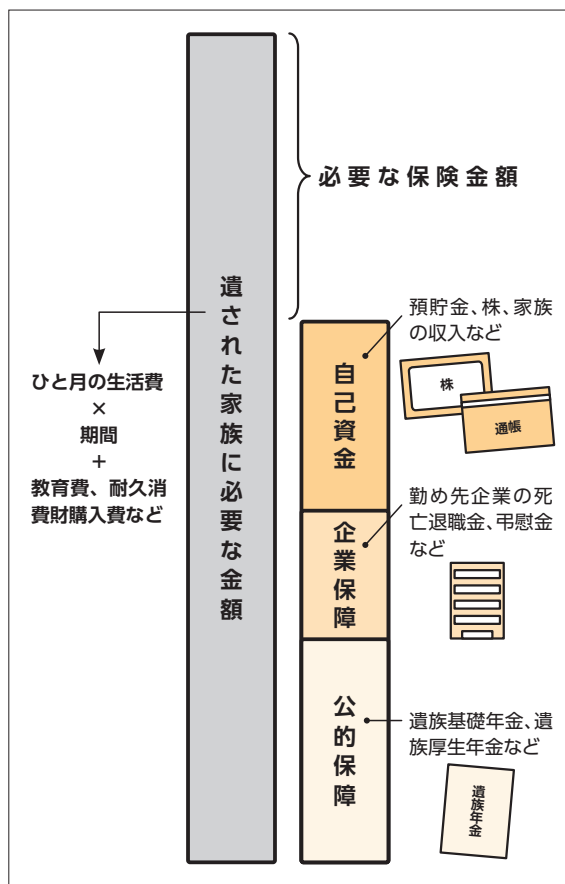 必要な保険金額
遺された家族に必要な金額
ひと月の生活費
×
期間
+
教育費、耐久消
費財購入費など
自己資金
預貯金、株、家族
の収入など
株
通帳
企業保障
勤め先企業の死
亡退職金、弔慰金
など
公的保障
遺族基礎年金、遺
族厚生年金など
遺族年金